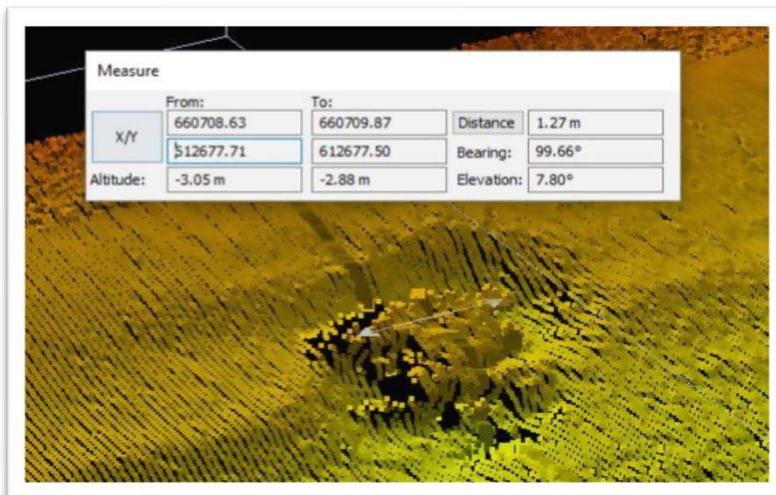 Measure
From: To:
X/Y 660708.63 660709.87 Distance 1.27 m
512677.71 612677.50 Bearing: 99.66°
Altitude: -3.05 m -2.88 m Elevation: 7.80°